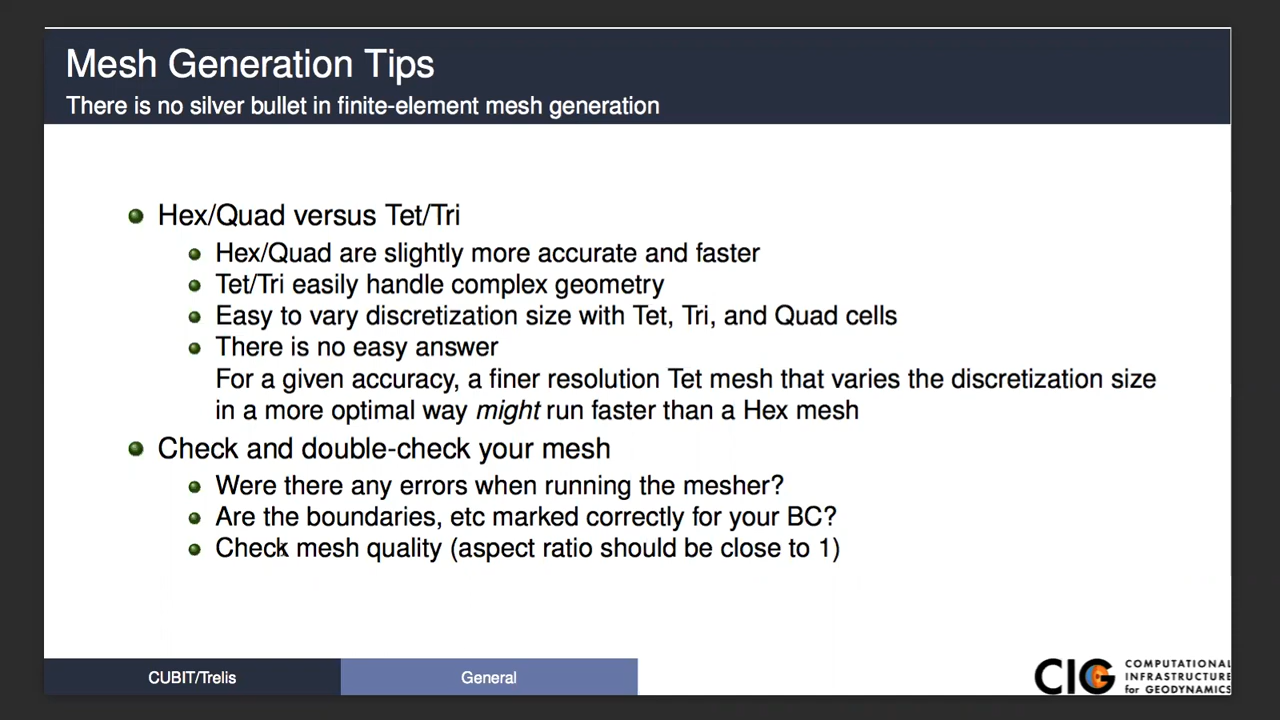 Mesh Generation Tips
There is no silver bullet in finite-element mesh generation
Hex/Quad versus Tet/Tri
Hex/Quad are slightly more accurate and faster
Tet/Tri easily handle complex geometry
Easy to vary discretization size with Tet, Tri, and Quad cells
There is no easy answer
For a given accuracy, a finer resolution Tet mesh that varies the discretization size
in a more optimal way might run faster than a Hex mesh
Check and double-check your mesh
Were there any errors when running the mesher?
Are the boundaries, etc marked correctly for your BC?
Check mesh quality (aspect ratio should be close to 1)
CUBIT/Trelis
General
CIG
COMPUTATIONAL
INFRASTRUCTURE
for GEODYNAMICS